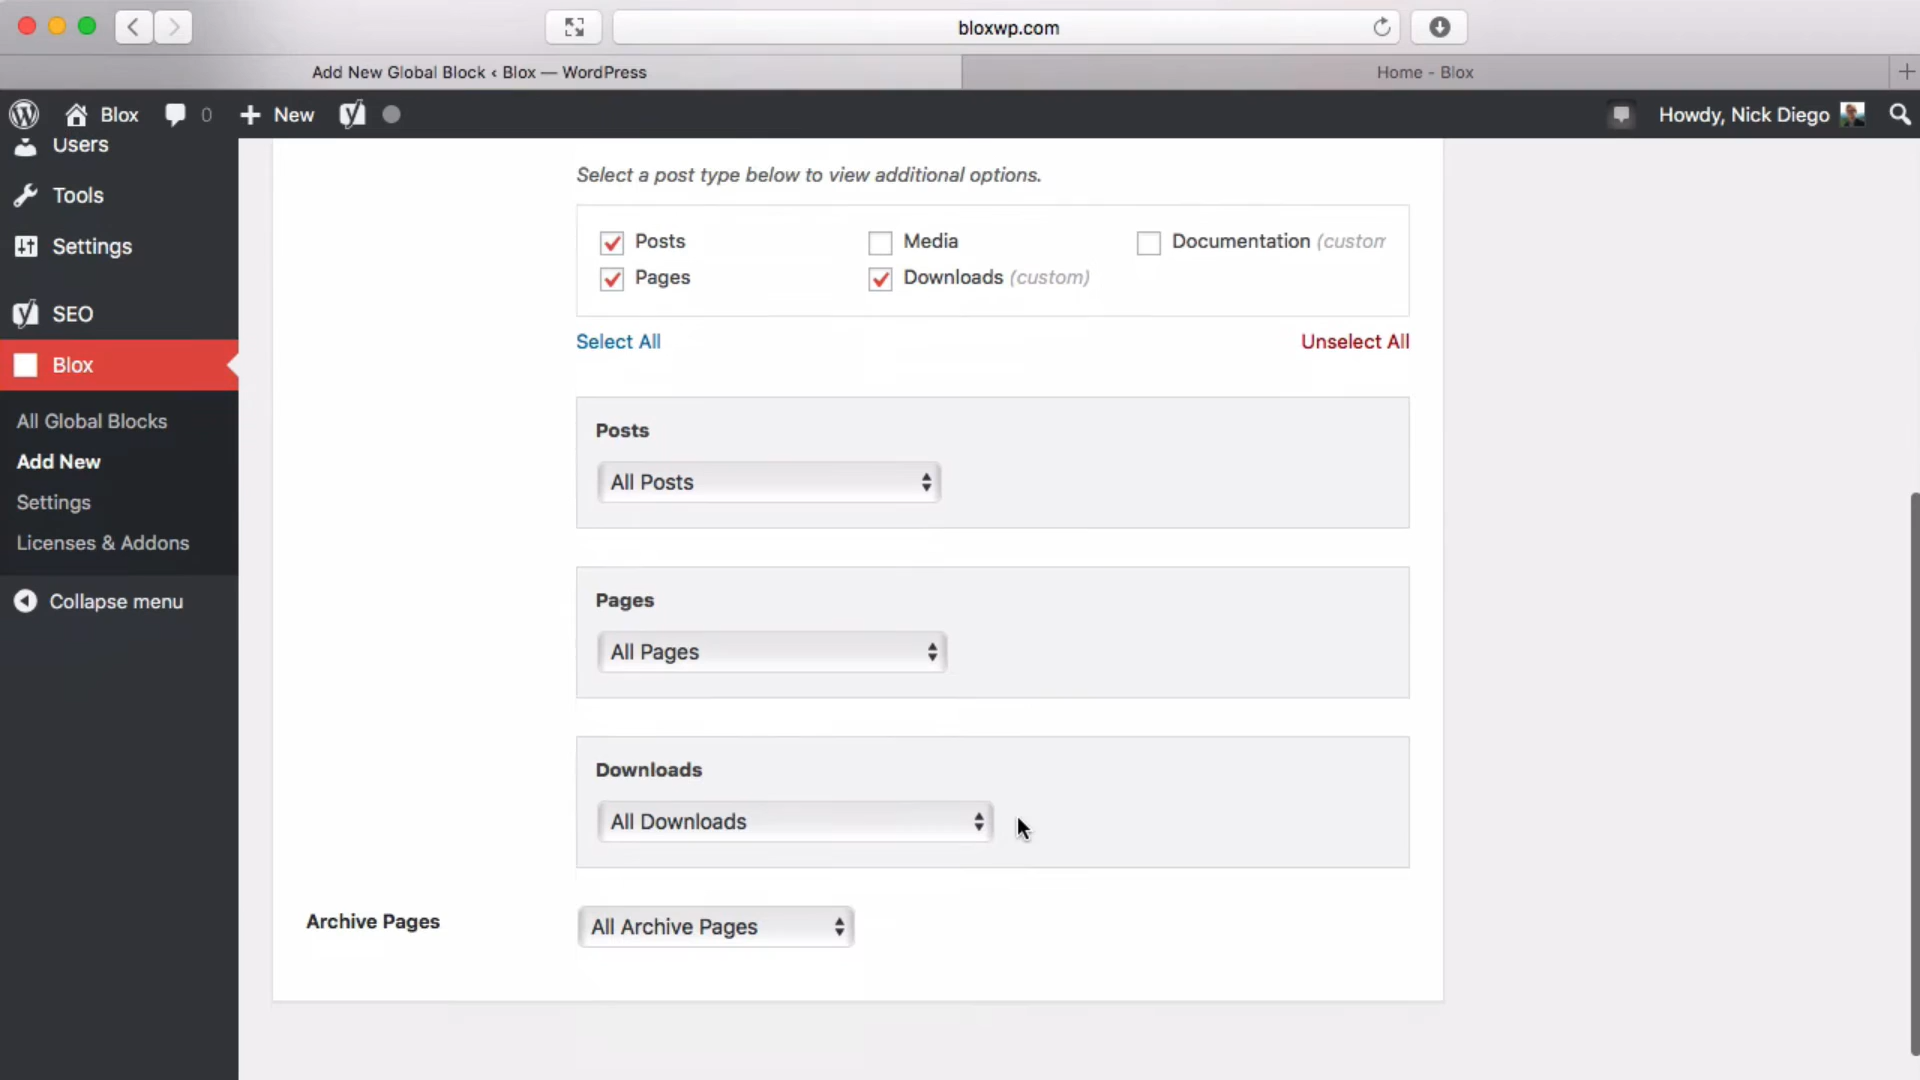 bloxwp.com
Add New Global Block ‹ Blox — WordPress
Home - Blox
Blox
0
New
Howdy, Nick Diego
Users
Tools
Settings
SEO
Blox
All Global Blocks
Add New
Settings
Licenses & Addons
Collapse menu
Select a post type below to view additional options.
Posts
Media
Documentation (custom
Pages
Downloads (custom)
Select All
Unselect All
Posts
All Posts
Pages
All Pages
Downloads
All Downloads
Archive Pages
All Archive Pages